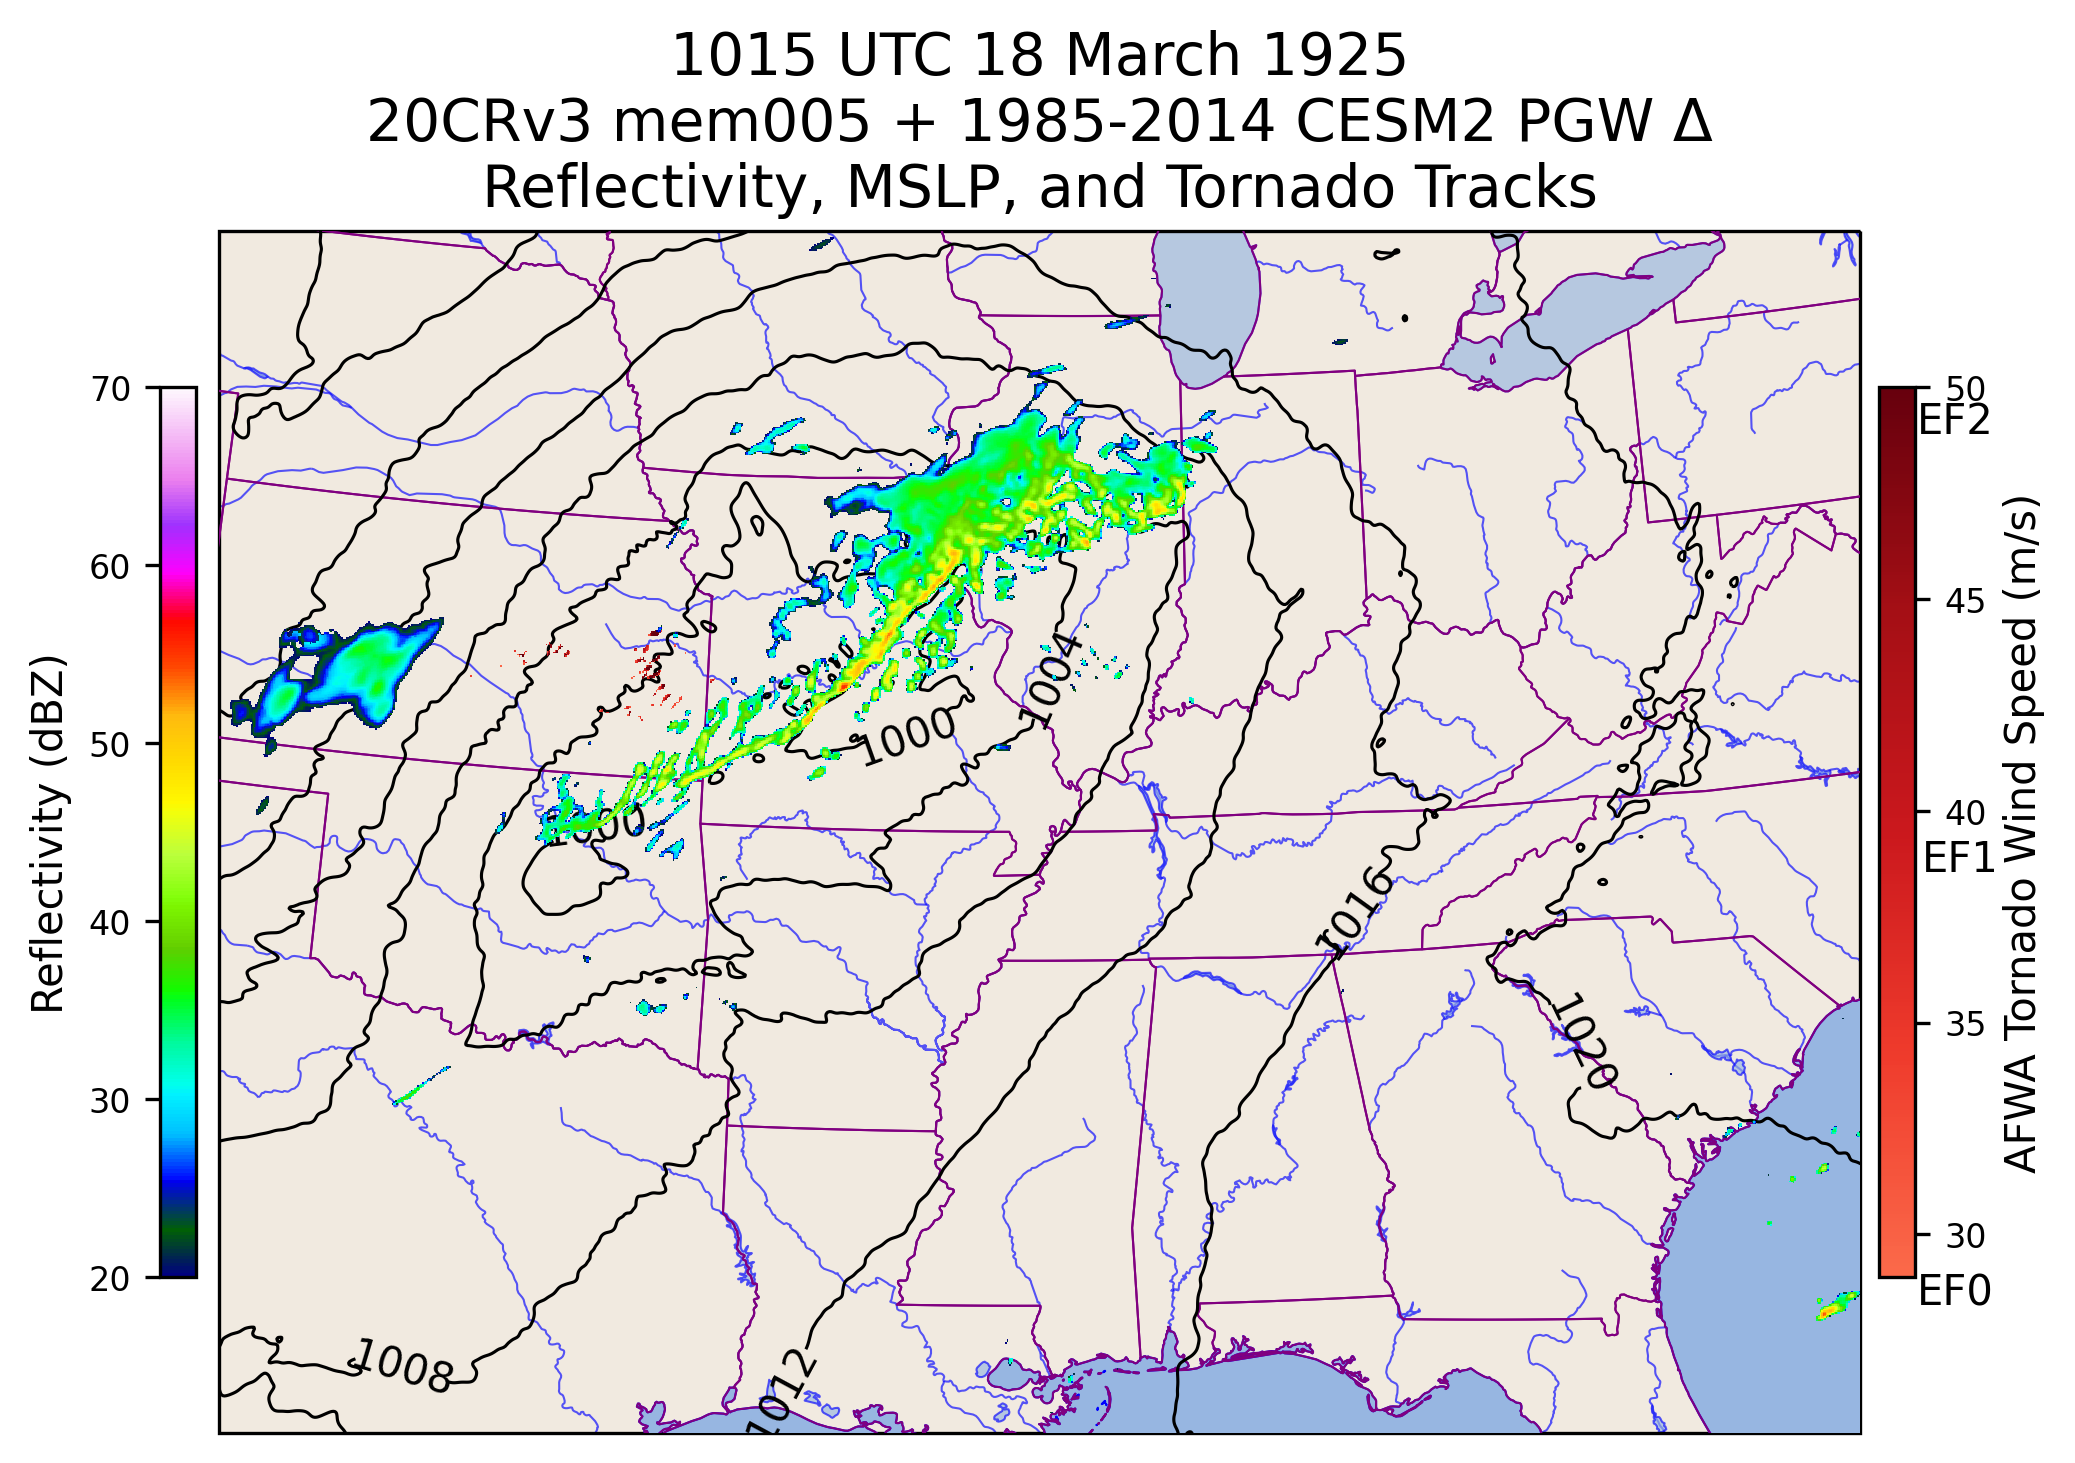 1015 UTC 18 March 1925
20CRv3 mem005 + 1985-2014 CESM2 PGW Δ
Reflectivity, MSLP, and Tornado Tracks
Reflectivity (dBZ)
70
60
50
40
30
20
1004
1000
1000
1016
1020
1008
1012
50
EF2
45
40
EF1
35
30
EF0
AFWA Tornado Wind Speed (m/s)